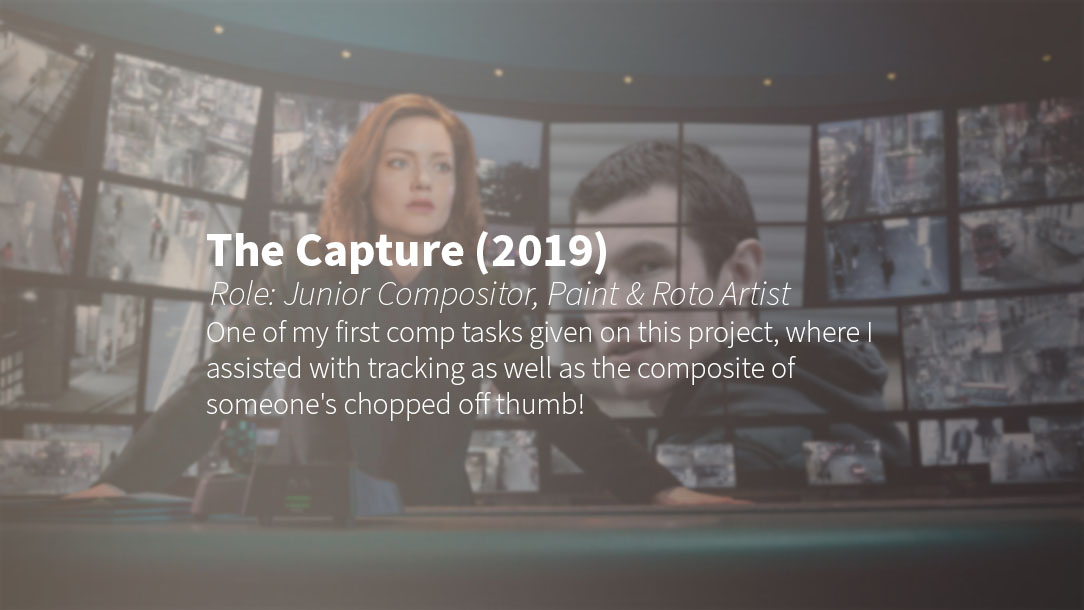 The Capture (2019)
Role: Junior Compositor, Paint & Roto Artist
One of my first comp tasks given on this project, where I
assisted with tracking as well as the composite of
someone's chopped off thumb!